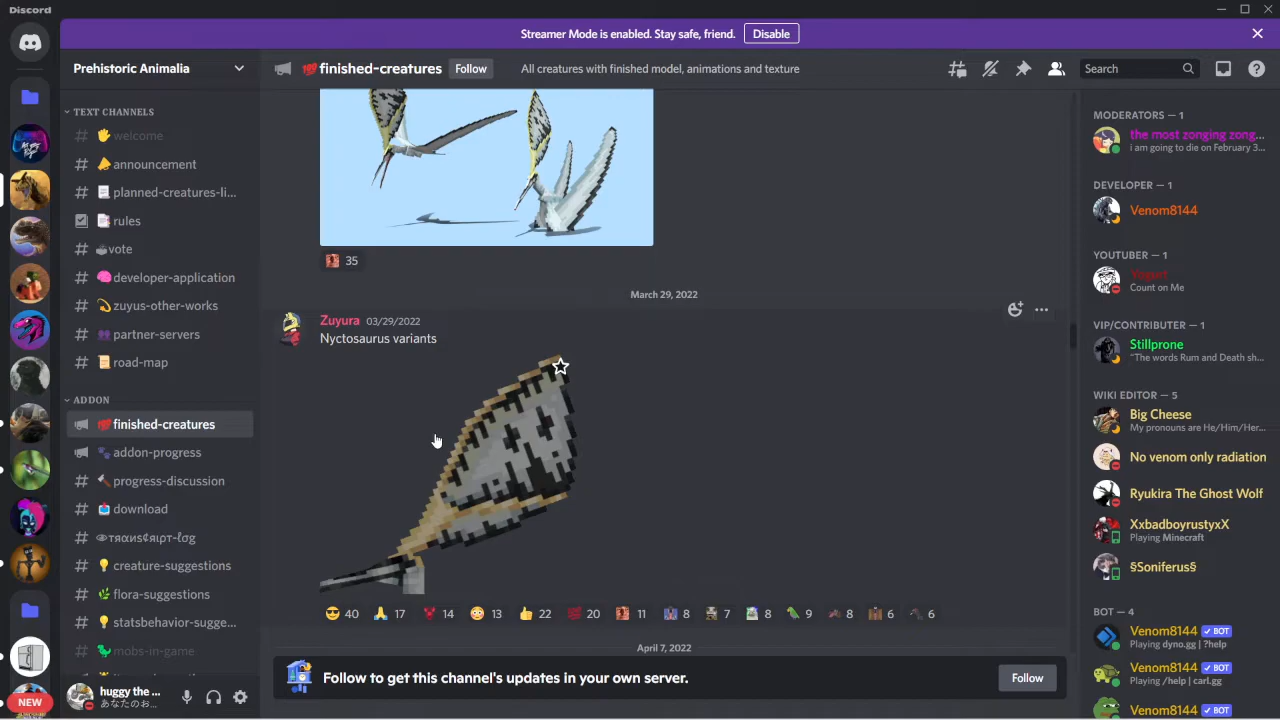 Discord
Streamer Mode is enabled. Stay safe, friend.
Disable
Prehistoric Animalia
finished-creatures
Follow
All creatures with finished model, animations and texture
Search
TEXT CHANNELS
welcome
announcement
planned-creatures-li...
rules
vote
developer-application
zuyus-other-works
partner-servers
road-map
ADDON
finished-creatures
addon-progress
progress-discussion
download
creature-suggestions
flora-suggestions
statsbehavior-sugge...
mobs-in-game
huggy the ...
あなたのお...
NEW
35
March 29, 2022
Zuyura 03/29/2022
Nyctosaurus variants
40 17 14 13 22 20 11 8 7 8 9 8 6 6
April 7, 2022
Follow to get this channel's updates in your own server.
Follow
MODERATORS — 1
the most zonging zong...
i am going to die on February 3...
DEVELOPER — 1
Venom8144
YOUTUBER — 1
Yogurt
Count on Me
VIP/CONTRIBUTER — 1
Stillprone
"The words Rum and Death sh...
WIKI EDITOR — 5
Big Cheese
My pronouns are He/Him/Her...
No venom only radiation
Ryukira The Ghost Wolf
XxbadboyrustyxX
Playing Minecraft
§Soniferus§
BOT — 4
Venom8144 ✓ BOT
Playing dyno.gg | ?help
Venom8144 ✓ BOT
Playing /help | carl.gg
Venom8144 ✓ BOT